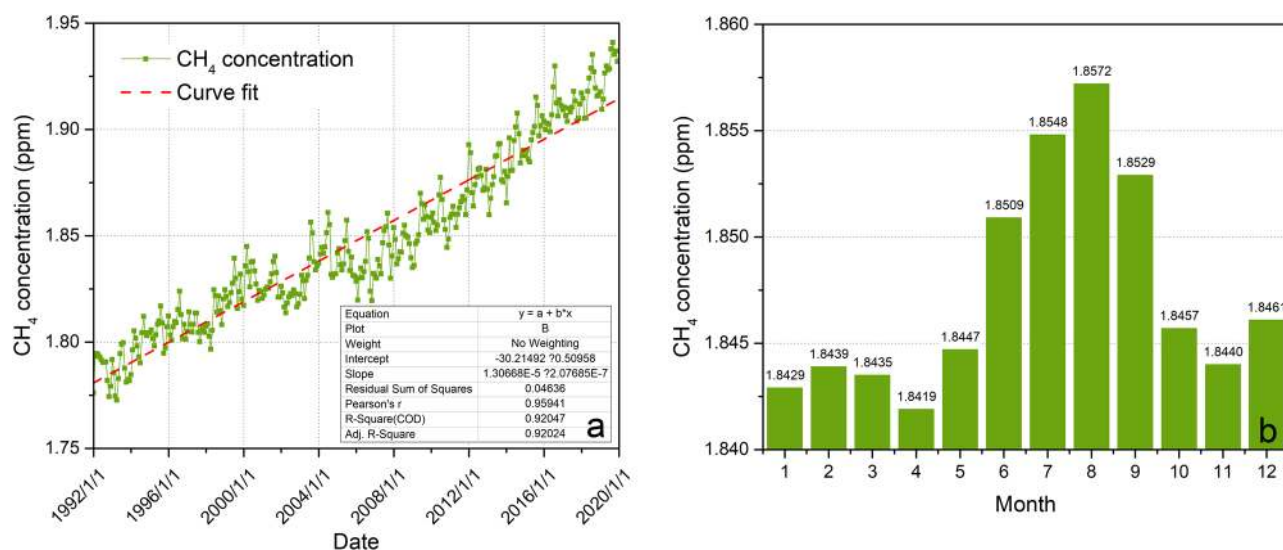 1.95
1.90
1.85
1.80
1.75
CH₄ concentration (ppm)
CH₄ concentration
Curve fit
Equation y = a + b*x
Plot B
Weight No Weighting
Intercept -30.21492 ?0.50958
Slope 1.30668E-5 ?2.07685E-7
Residual Sum of Squares 0.04636
Pearson's r 0.95941
R-Square(COD) 0.92047
Adj. R-Square 0.92024
a
1992/1/1 1996/1/1 2000/1/1 2004/1/1 2008/1/1 2012/1/1 2016/1/1 2020/1/1
Date
1.860
1.855
1.850
1.845
1.840
CH₄ concentration (ppm)
1.8429 1.8439 1.8435 1.8419 1.8447 1.8509 1.8548 1.8572 1.8529 1.8457 1.8440 1.8461
b
1 2 3 4 5 6 7 8 9 10 11 12
Month